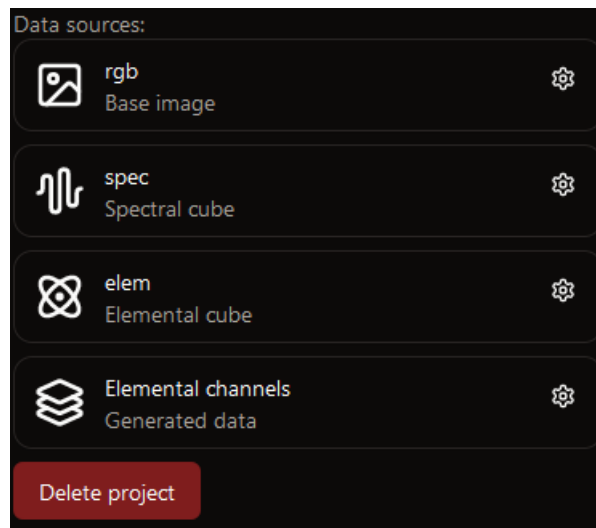 Data sources:
rgb
Base image
spec
Spectral cube
elem
Elemental cube
Elemental channels
Generated data
Delete project